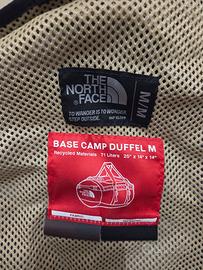 THE
NORTH
FACE
M/M
TO WANDER IS TO WONDER
STEP OUTSIDE.
BASE CAMP DUFFEL M
Recycled Materials 71 Liters 25" x 14" x 14"